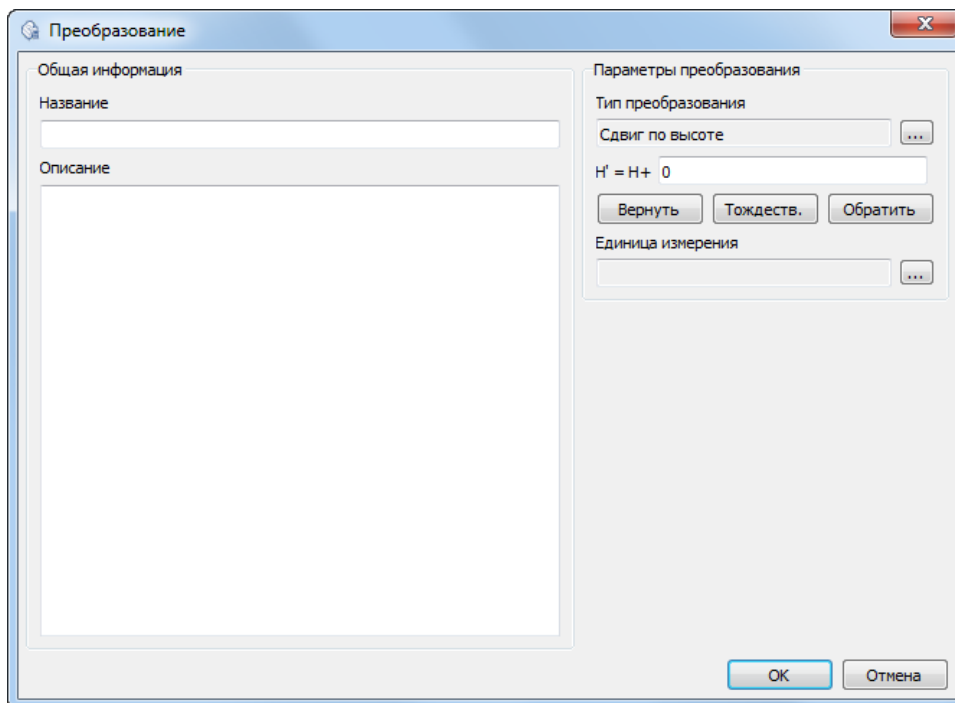 Преобразование
Общая информация
Название
Описание
Параметры преобразования
Тип преобразования
Сдвиг по высоте
...
H' = H+ 0
Вернуть Тождеств. Обратить
Единица измерения
...
OK Отмена